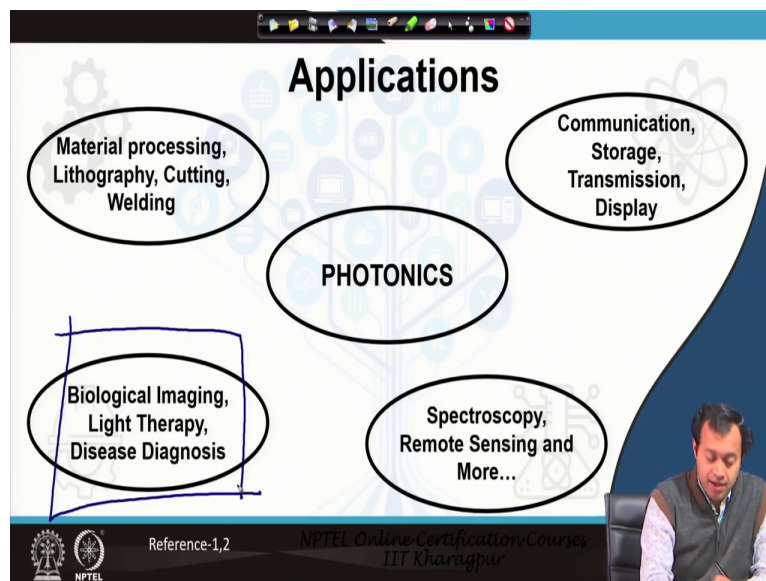 Applications
Material processing,
Lithography, Cutting,
Welding
Communication,
Storage,
Transmission,
Display
PHOTONICS
Biological Imaging,
Light Therapy,
Disease Diagnosis
Spectroscopy,
Remote Sensing and
More...
Reference-1,2
NPTEL Online Certification Courses
IIT Kharagpur
NPTEL